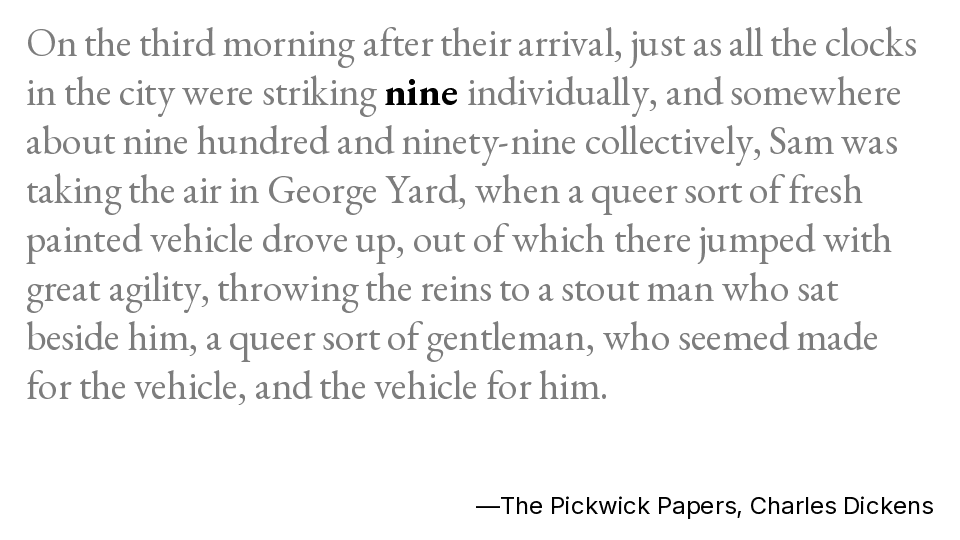 On the third morning after their arrival, just as all the clocks
in the city were striking nine individually, and somewhere
about nine hundred and ninety-nine collectively, Sam was
taking the air in George Yard, when a queer sort of fresh
painted vehicle drove up, out of which there jumped with
great agility, throwing the reins to a stout man who sat
beside him, a queer sort of gentleman, who seemed made
for the vehicle, and the vehicle for him.
—The Pickwick Papers, Charles Dickens